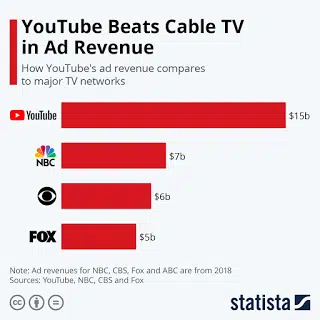 YouTube Beats Cable TV
in Ad Revenue
How YouTube's ad revenue compares
to major TV networks
YouTube $15b
NBC $7b
$6b
FOX $5b
Note: Ad revenues for NBC, CBS, Fox and ABC are from 2018
Sources: YouTube, NBC, CBS and Fox
cc =
statista